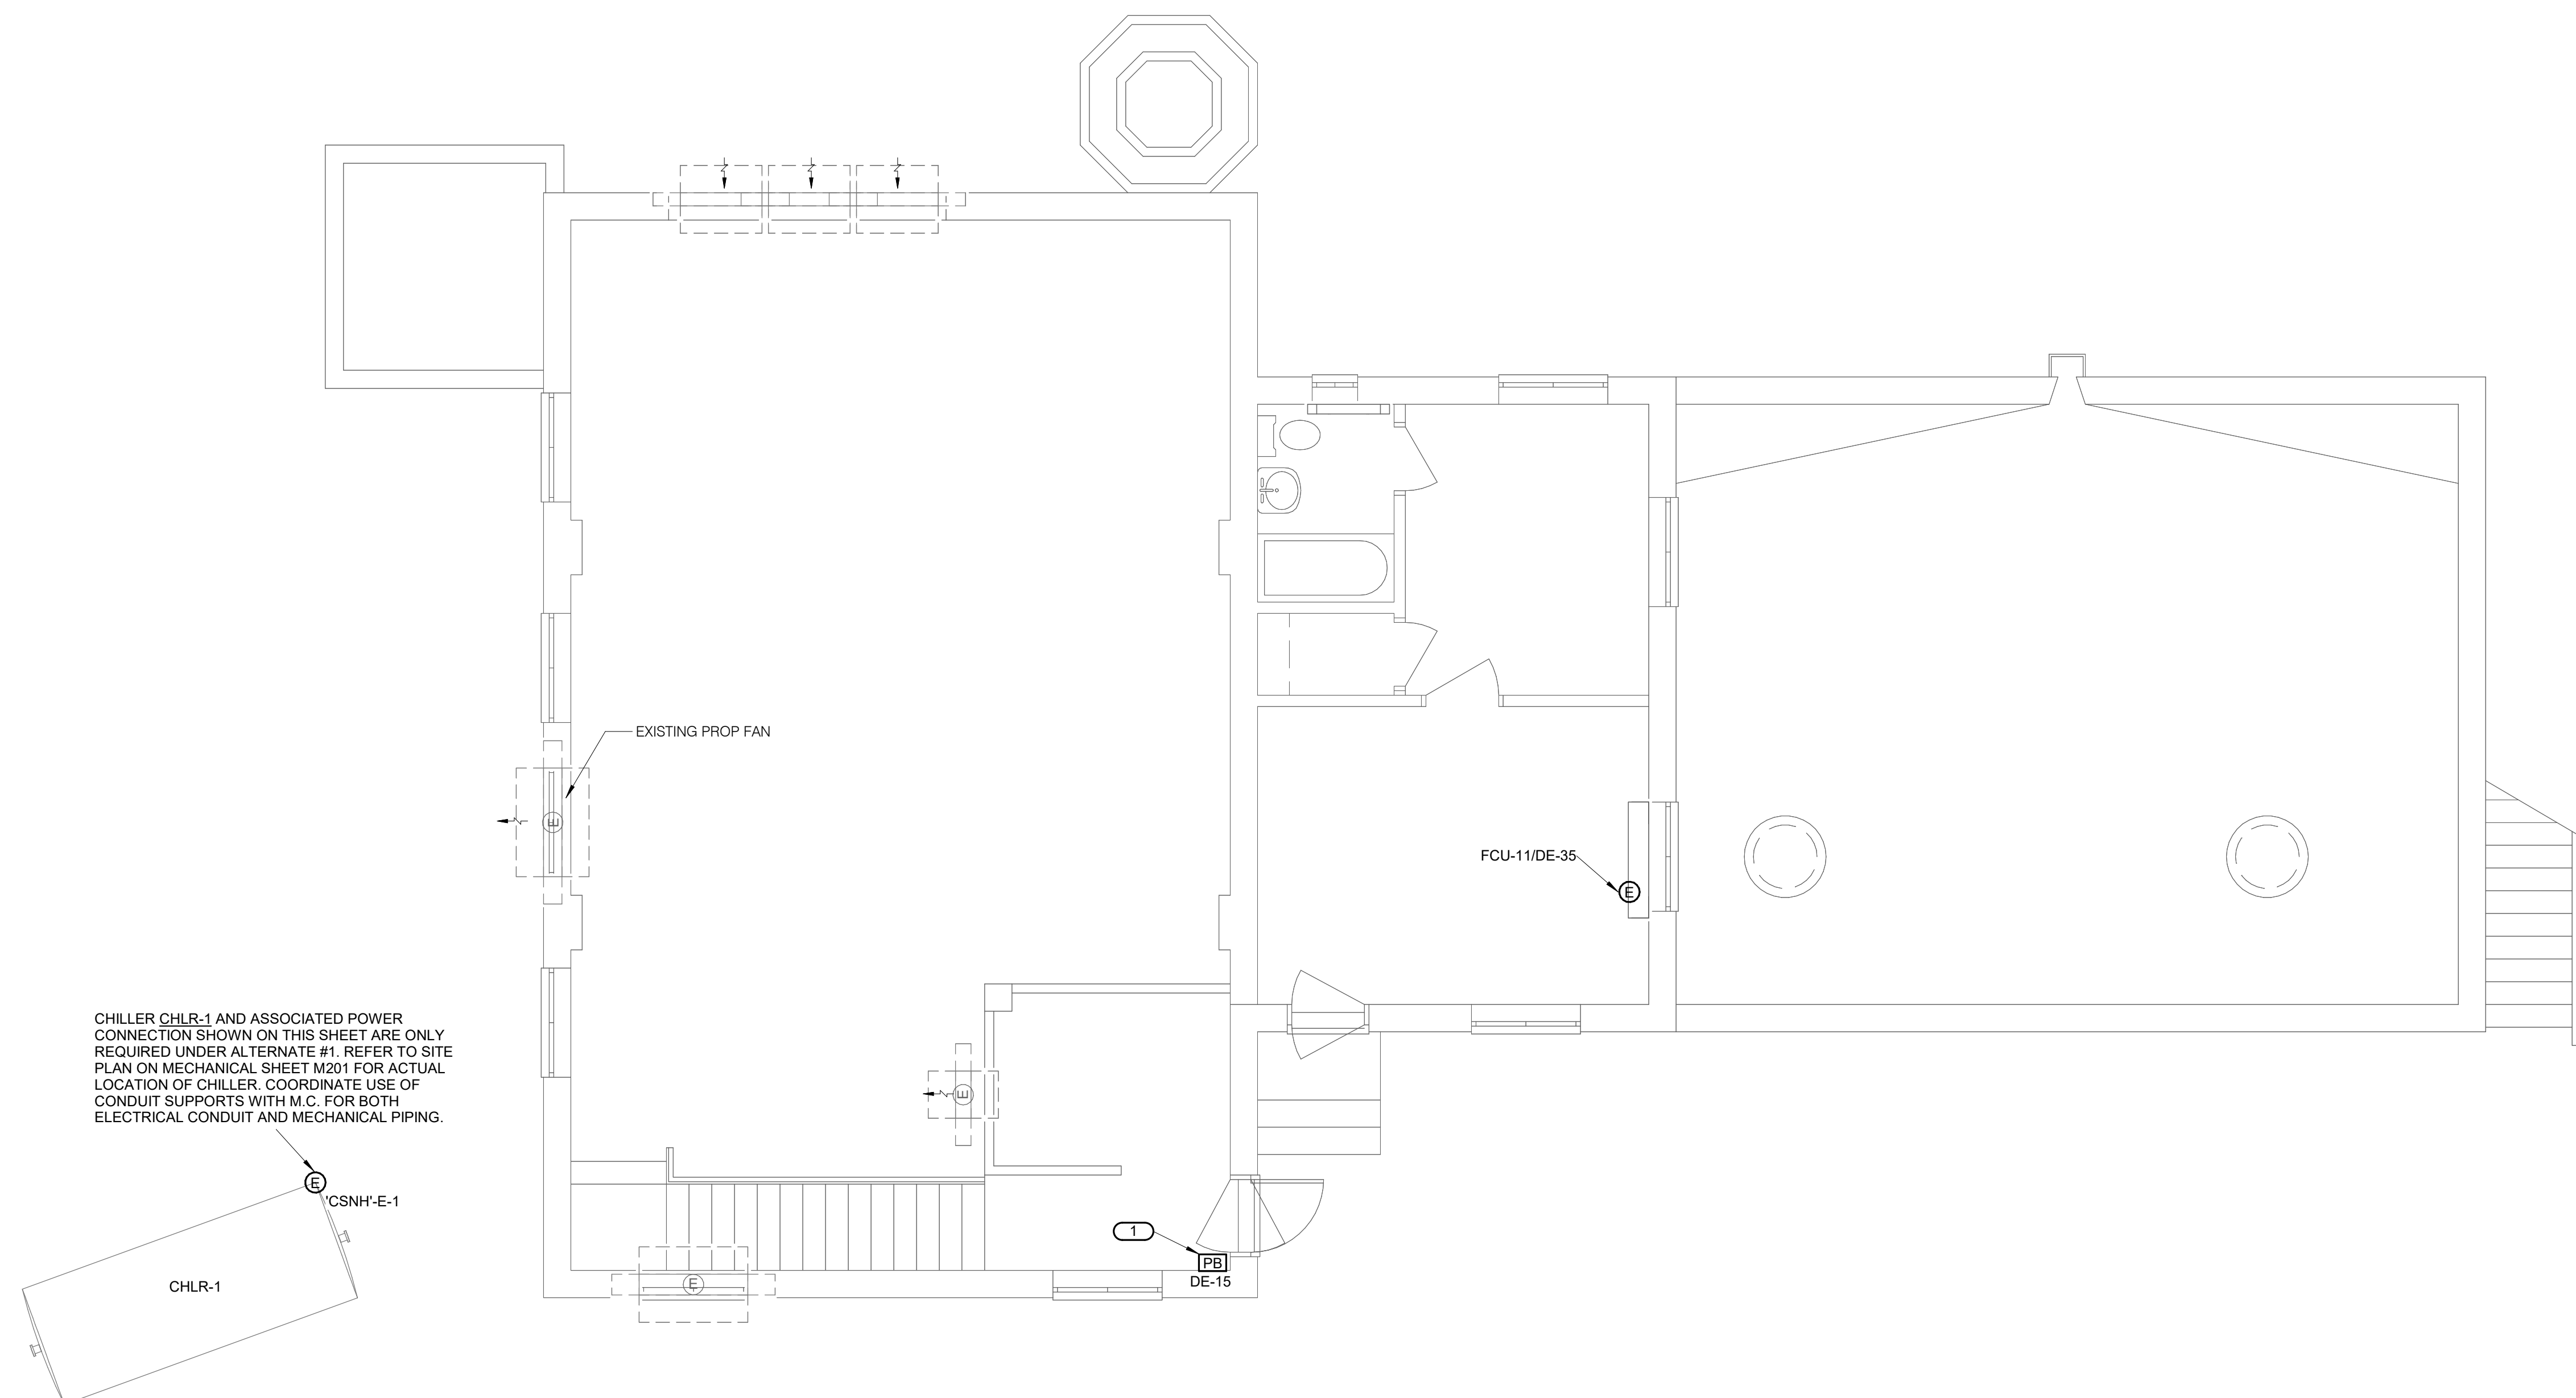 EXISTING PROP FAN
E
FCU-11/DE-35
E
CHILLER CHLR-1 AND ASSOCIATED POWER
CONNECTION SHOWN ON THIS SHEET ARE ONLY
REQUIRED UNDER ALTERNATE #1. REFER TO SITE
PLAN ON MECHANICAL SHEET M201 FOR ACTUAL
LOCATION OF CHILLER. COORDINATE USE OF
CONDUIT SUPPORTS WITH M.C. FOR BOTH
ELECTRICAL CONDUIT AND MECHANICAL PIPING.
E
E
'CSNH'-E-1
1
PB
DE-15
E
CHLR-1